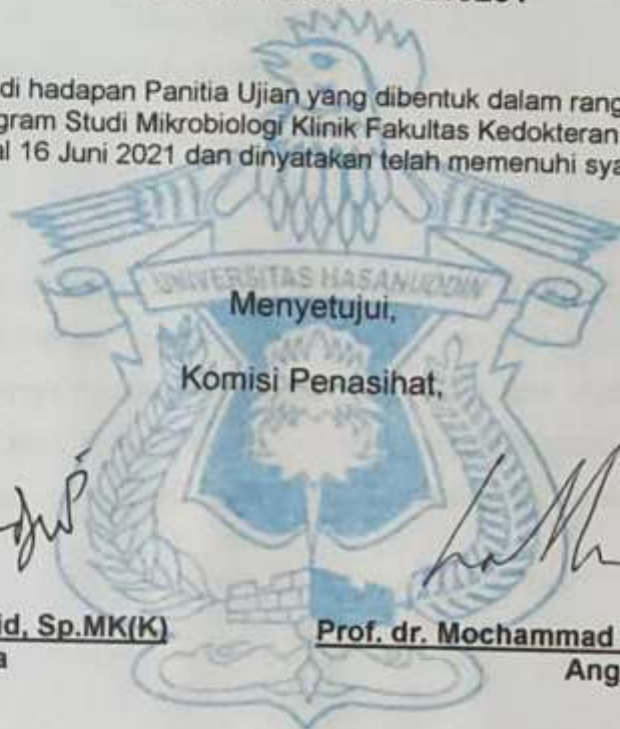 di hadapan Panitia Ujian yang dibentuk dalam rang
gram Studi Mikrobiologi Klinik Fakultas Kedokteran
al 16 Juni 2021 dan dinyatakan telah memenuhi sya
UNIVERSITAS HASANUDDIN
Menyetujui,
Komisi Penasihat,
id, Sp.MK(K) Prof. dr. Mochammad
a Ang